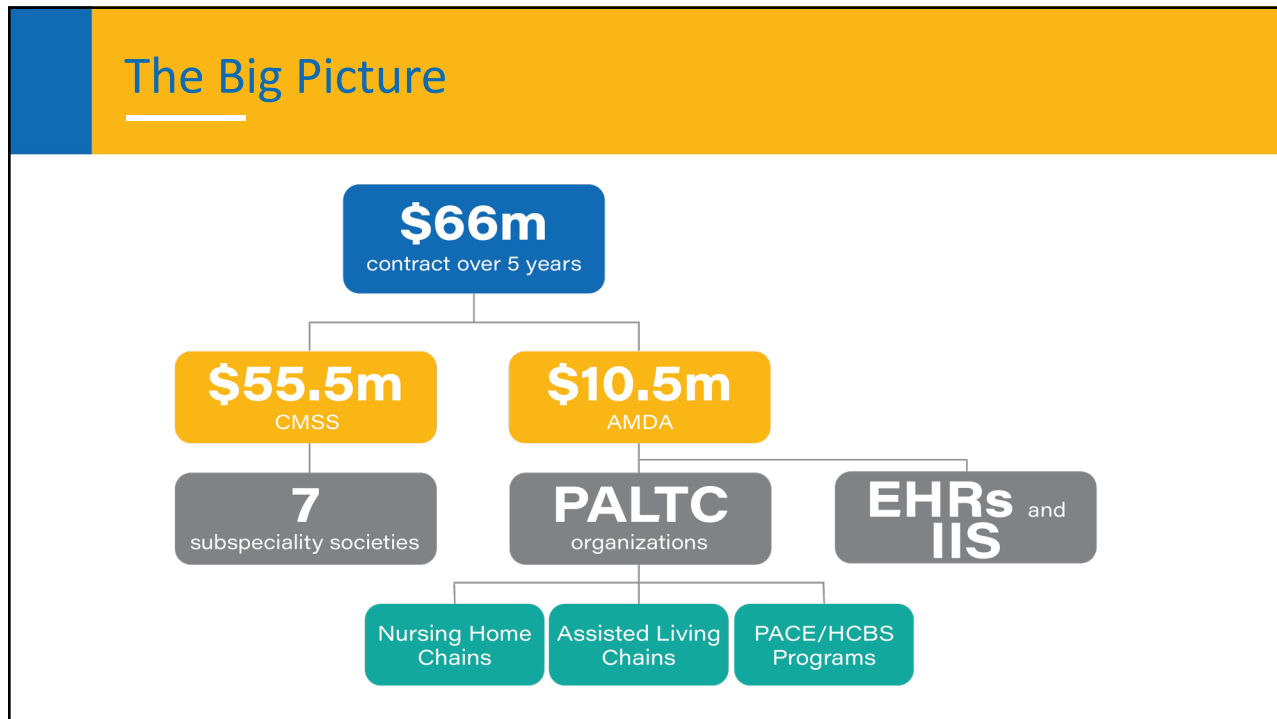 The Big Picture
$66m
contract over 5 years
$55.5m
CMSS
$10.5m
AMDA
7
subspeciality societies
PALTC
organizations
EHRs and
IIS
Nursing Home
Chains
Assisted Living
Chains
PACE/HCBS
Programs